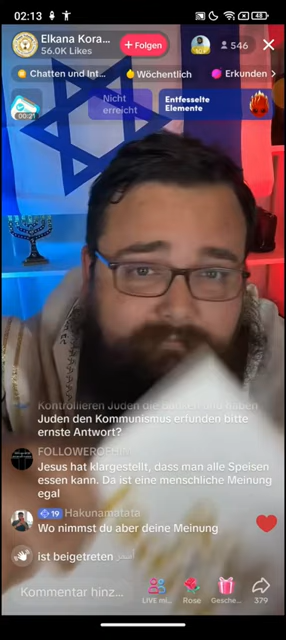 02:13
48
Elkana Kora...
56.0K Likes
+ Folgen
546
Chatten und Int...
Wöchentlich
Erkunden
00:21
Nicht
erreicht
Entfesselte
Elemente
Kontrollieren Juden die Banken und haben
Juden den Kommunismus erfunden bitte
ernste Antwort?
Jesus hat klargestellt, dass man alle Speisen
essen kann. Da ist eine menschliche Meinung
egal
19 Hakunamatata
Wo nimmst du aber deine Meinung
ist beigetreten
Kommentar hinz...
LIVE mi...
Rose
Gesche...
379